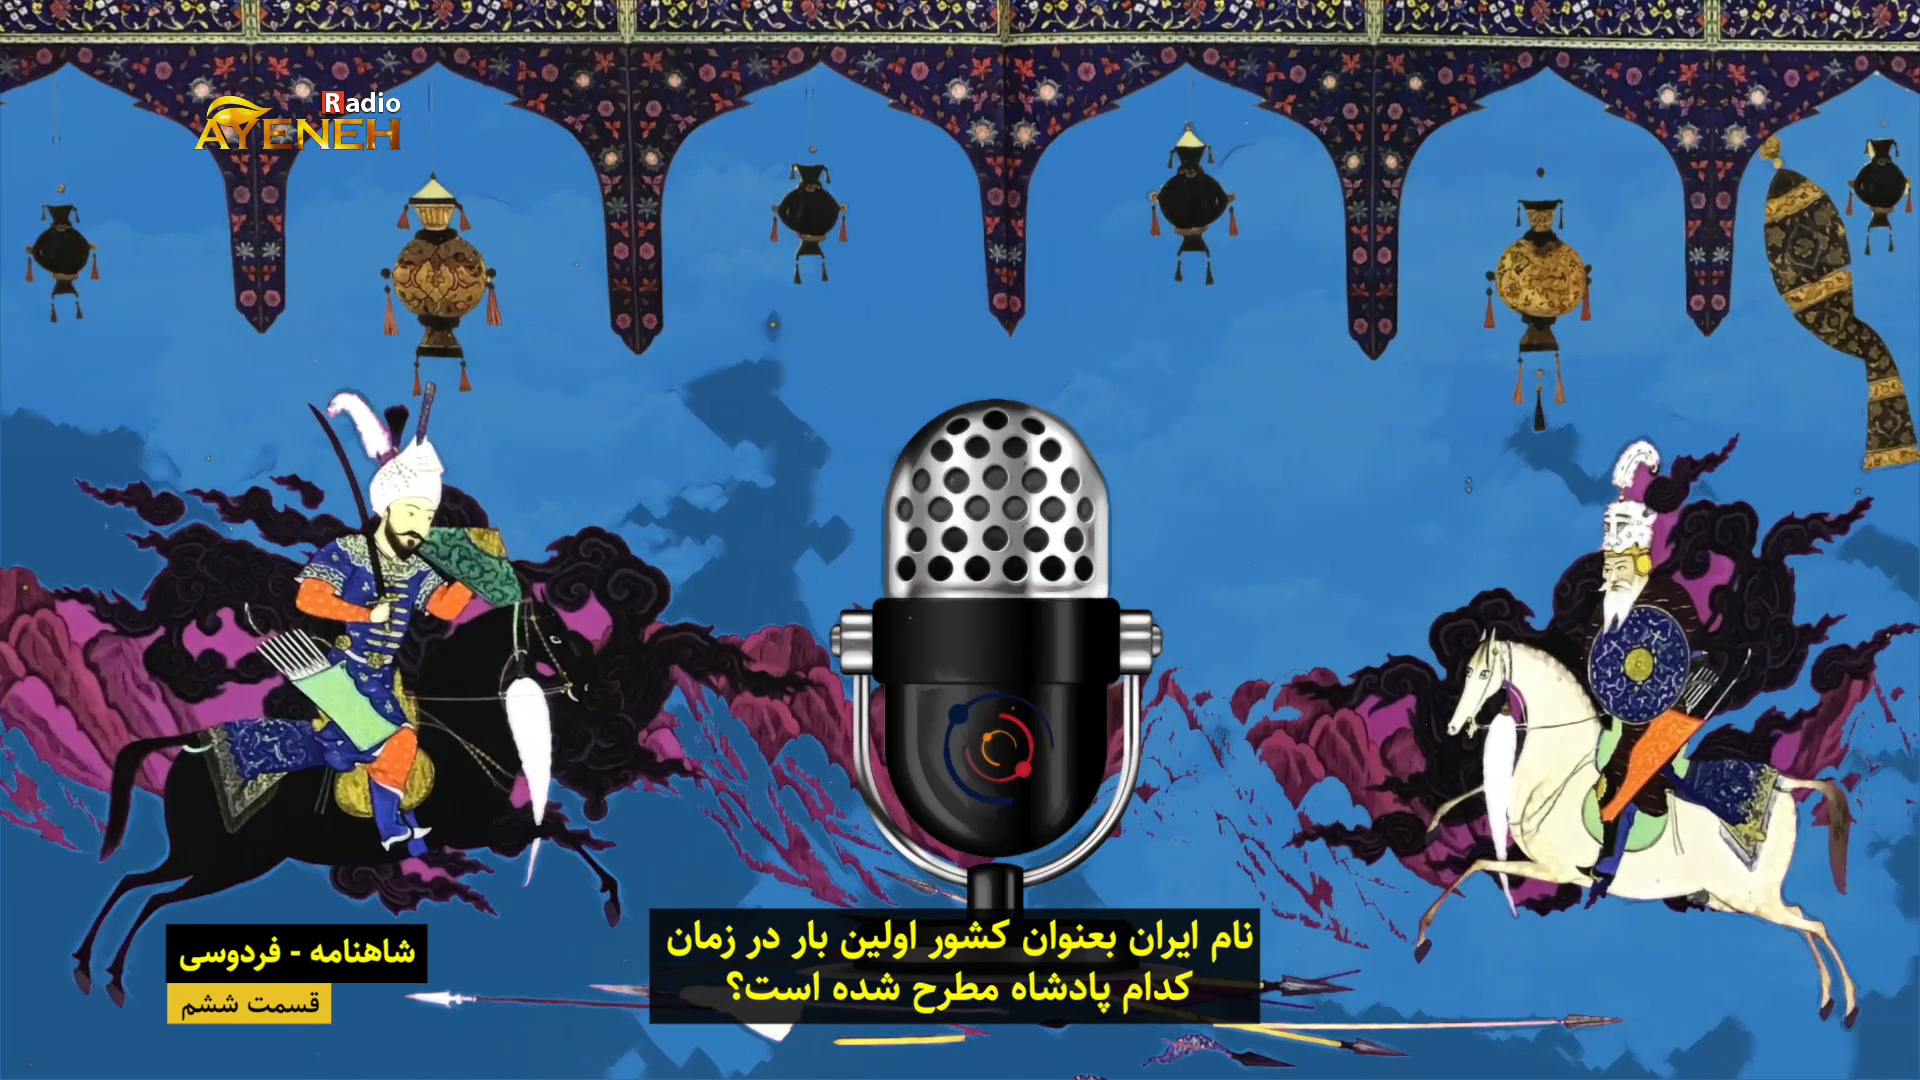 Radio
AYENEH
نام ایران بعنوان کشور اولین بار در زمان
کدام پادشاه مطرح شده است؟
شاهنامه - فردوسی
قسمت ششم